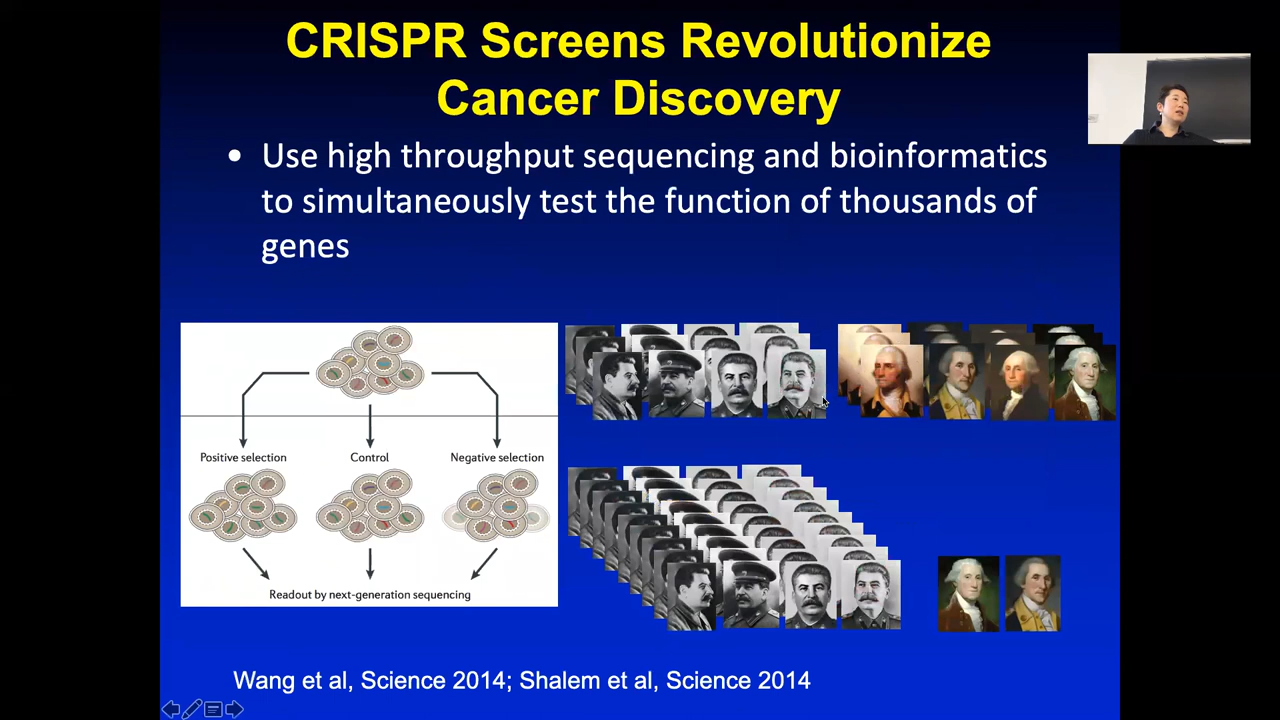 CRISPR Screens Revolutionize
Cancer Discovery
• Use high throughput sequencing and bioinformatics
to simultaneously test the function of thousands of
genes
Positive selection
Control
Negative selection
Readout by next-generation sequencing
Wang et al, Science 2014; Shalem et al, Science 2014